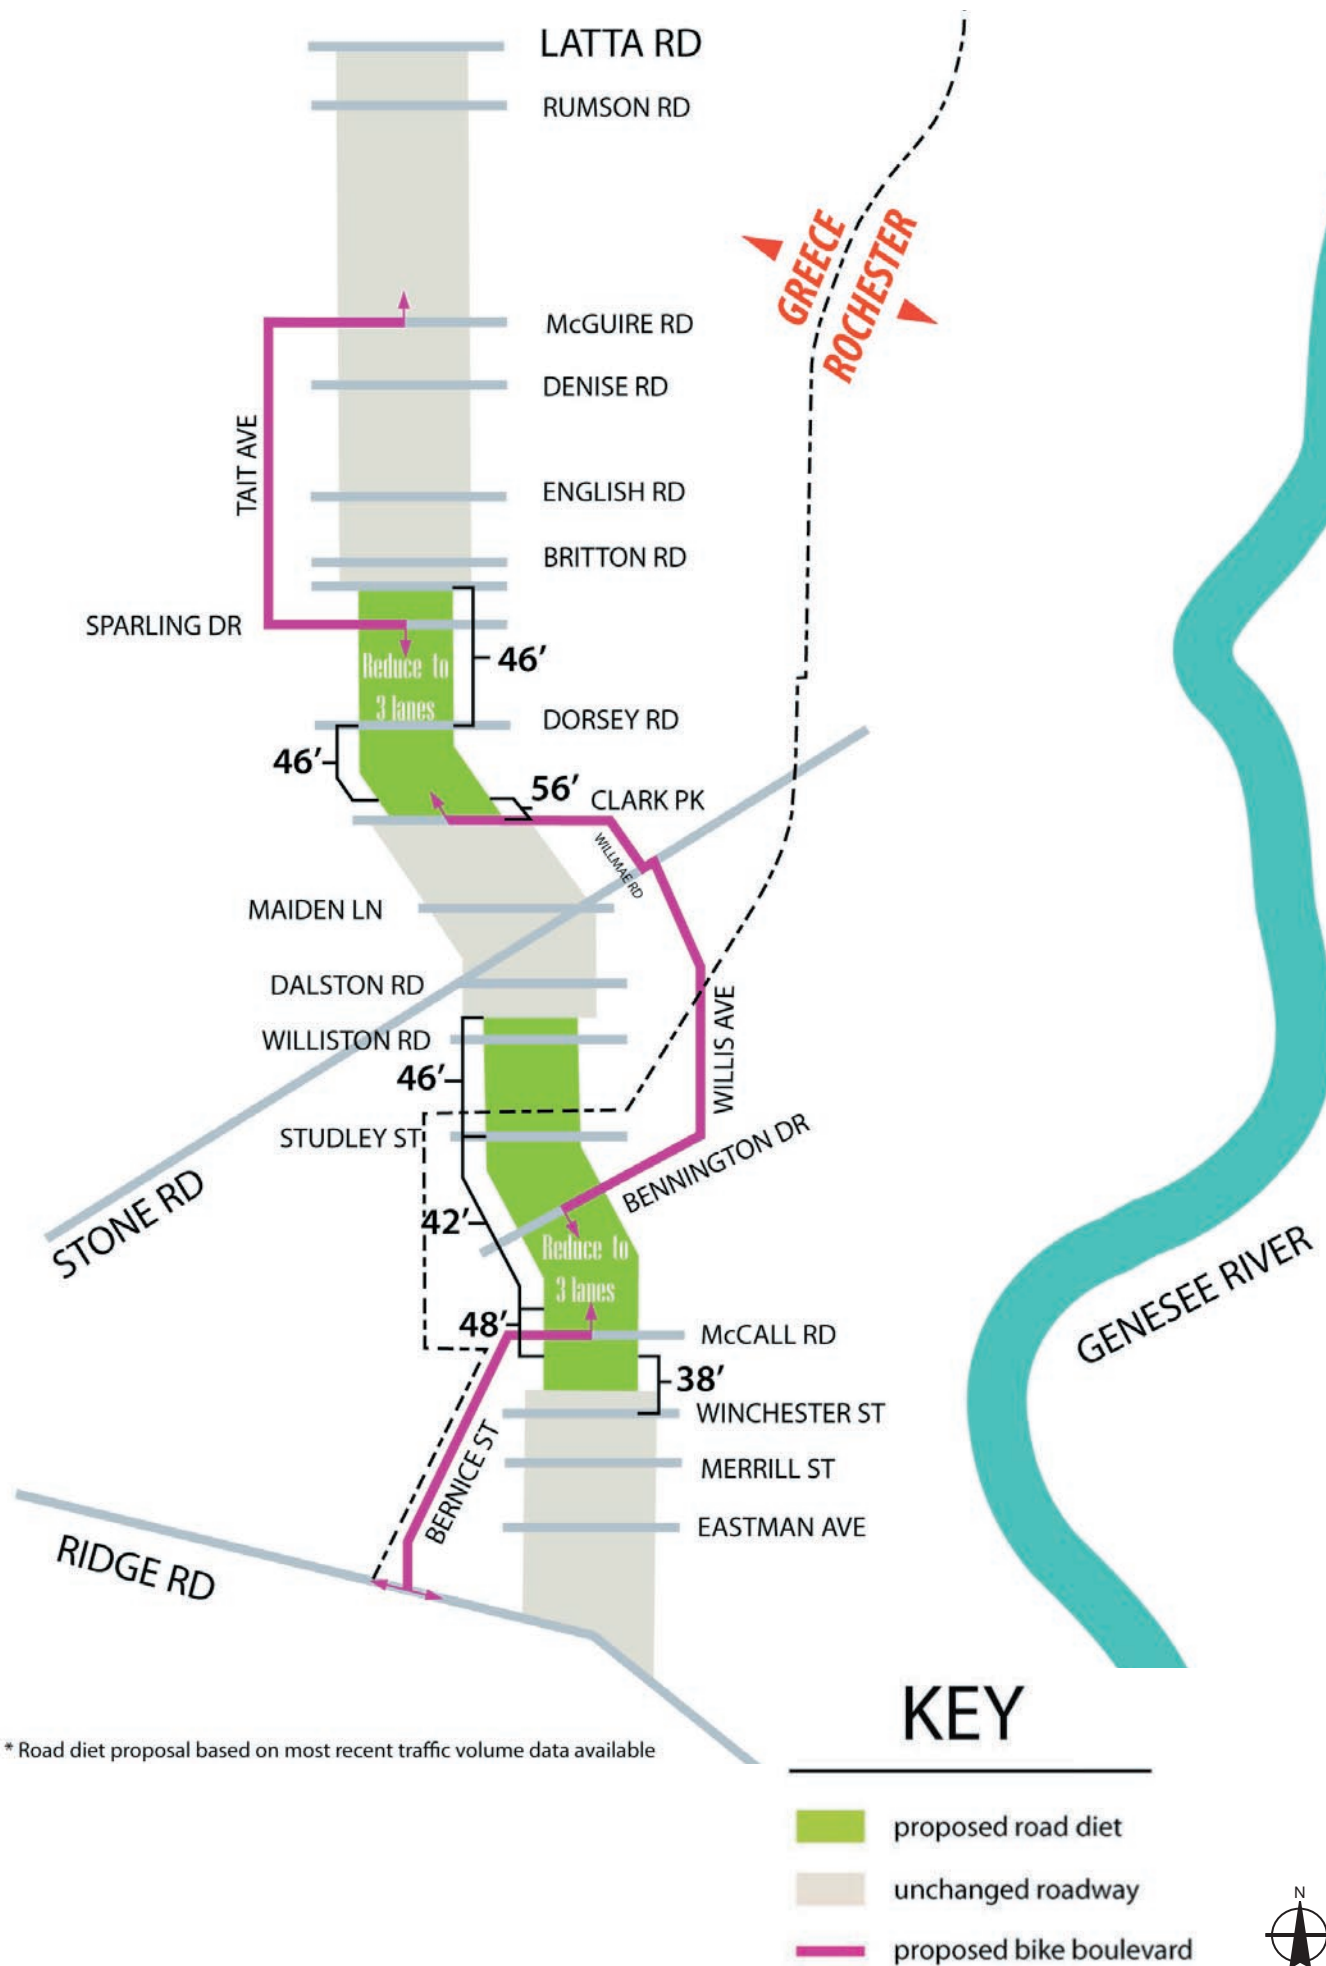 LATTA RD
RUMSON RD
GREECE
ROCHESTER
McGUIRE RD
DENISE RD
TAIT AVE
ENGLISH RD
BRITTON RD
SPARLING DR
46’
Reduce to
3 lanes
DORSEY RD
46’
56’
CLARK PK
WILLMAE RD
MAIDEN LN
DALSTON RD
WILLIS AVE
WILLISTON RD
46’
STUDLEY ST
BENNINGTON DR
STONE RD
42’
Reduce to
3 lanes
GENESEE RIVER
48’
McCALL RD
38’
WINCHESTER ST
BERNICE ST
MERRILL ST
EASTMAN AVE
RIDGE RD
KEY
* Road diet proposal based on most recent traffic volume data available
proposed road diet
unchanged roadway
N
proposed bike boulevard